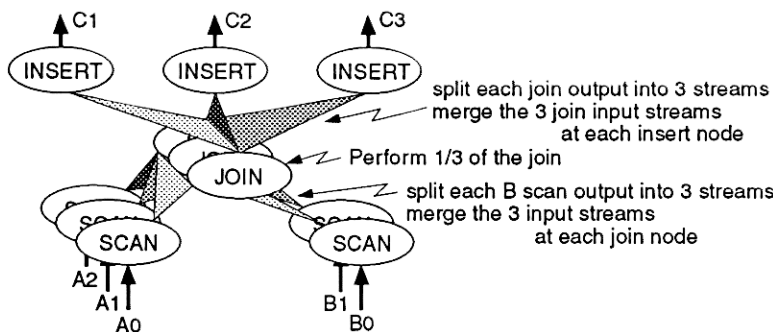 C1 C2 C3
INSERT INSERT INSERT
split each join output into 3 streams
merge the 3 join input streams
at each insert node
Perform 1/3 of the join
JOIN
split each B scan output into 3 streams
merge the 3 input streams
at each join node
SCAN SCAN
A2
A1 B1
A0 B0